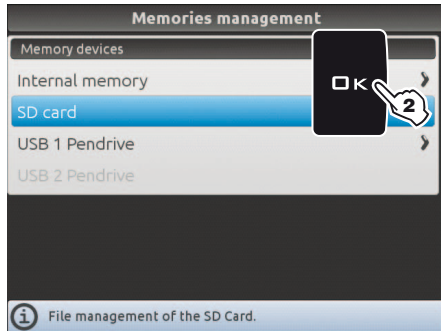 Memories management
Memory devices
Internal memory
OK
SD card
2
USB 1 Pendrive
USB 2 Pendrive
File management of the SD Card.